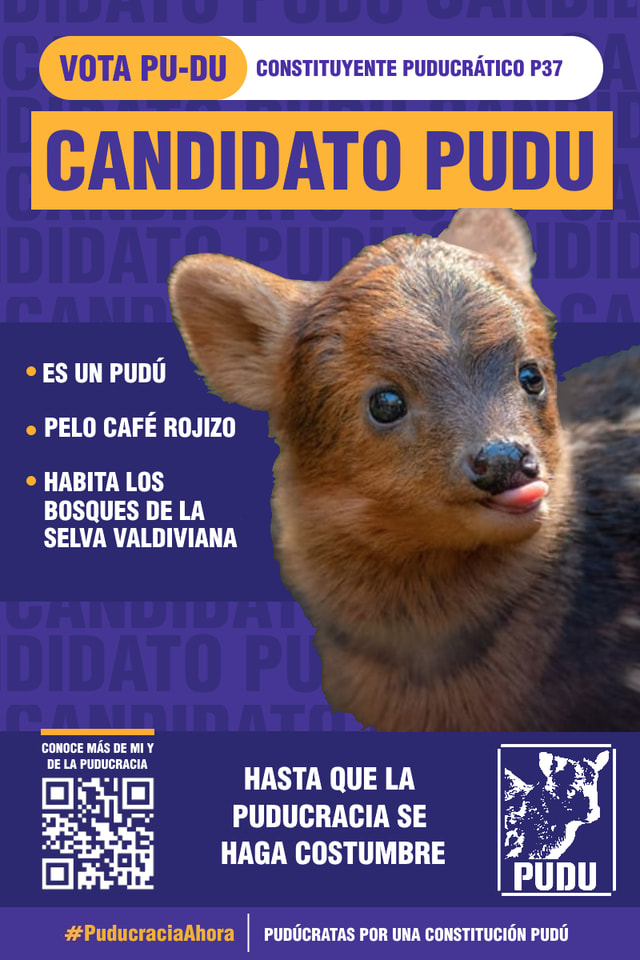 VOTA PU-DU
CONSTITUYENTE PUDUCRÁTICO P37
CANDIDATO PUDU
ES UN PUDÚ
PELO CAFÉ ROJIZO
HABITA LOS
BOSQUES DE LA
SELVA VALDIVIANA
CONOCE MÁS DE MI Y
DE LA PUDUCRACIA
HASTA QUE LA
PUDUCRACIA SE
HAGA COSTUMBRE
PUDU
#PuducraciaAhora
PUDÚCRATAS POR UNA CONSTITUCIÓN PUDÚ